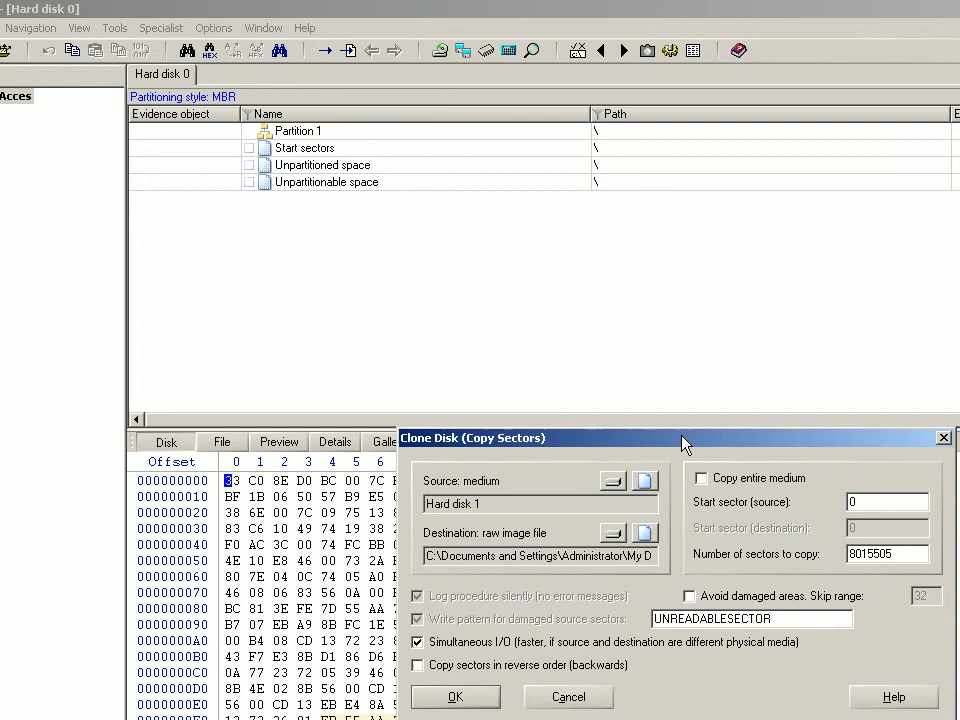 - [Hard disk 0]
Navigation View Tools Specialist Options Window Help
Hard disk 0
Acces
Partitioning style: MBR
Evidence object Name Path E
Partition 1 \
Start sectors \
Unpartitioned space \
Unpartitionable space \
Disk File Preview Details Galle
Clone Disk (Copy Sectors)
Offset 0 1 2 3 4 5 6
000000000 33 C0 8E D0 BC 00 7C
000000010 BF 1B 06 50 57 B9 E5
000000020 38 6E 00 7C 09 75 13
000000030 83 C6 10 49 74 19 38
000000040 F0 AC 3C 00 74 FC BB
000000050 4E 10 E8 46 00 73 2A
000000060 80 7E 04 0C 74 05 A0
000000070 46 08 06 83 56 0A 00
000000080 BC 81 3E FE 7D 55 AA
000000090 B7 07 EB A9 8B FC 1E
0000000A0 00 B4 08 CD 13 72 23
0000000B0 43 F7 E3 8B D1 86 D6
0000000C0 0A 77 23 72 05 39 46
0000000D0 8B 4E 02 8B 56 00 CD
0000000E0 56 00 CD 13 EB E4 8A
Source: medium
Hard disk 1
Destination: raw image file
C:\Documents and Settings\Administrator\My D
Copy entire medium
Start sector (source): 0
Start sector (destination): 0
Number of sectors to copy: 8015505
Log procedure silently (no error messages)
Avoid damaged areas. Skip range: 32
Write pattern for damaged source sectors: UNREADABLESECTOR
Simultaneous I/O (faster, if source and destination are different physical media)
Copy sectors in reverse order (backwards)
OK Cancel Help